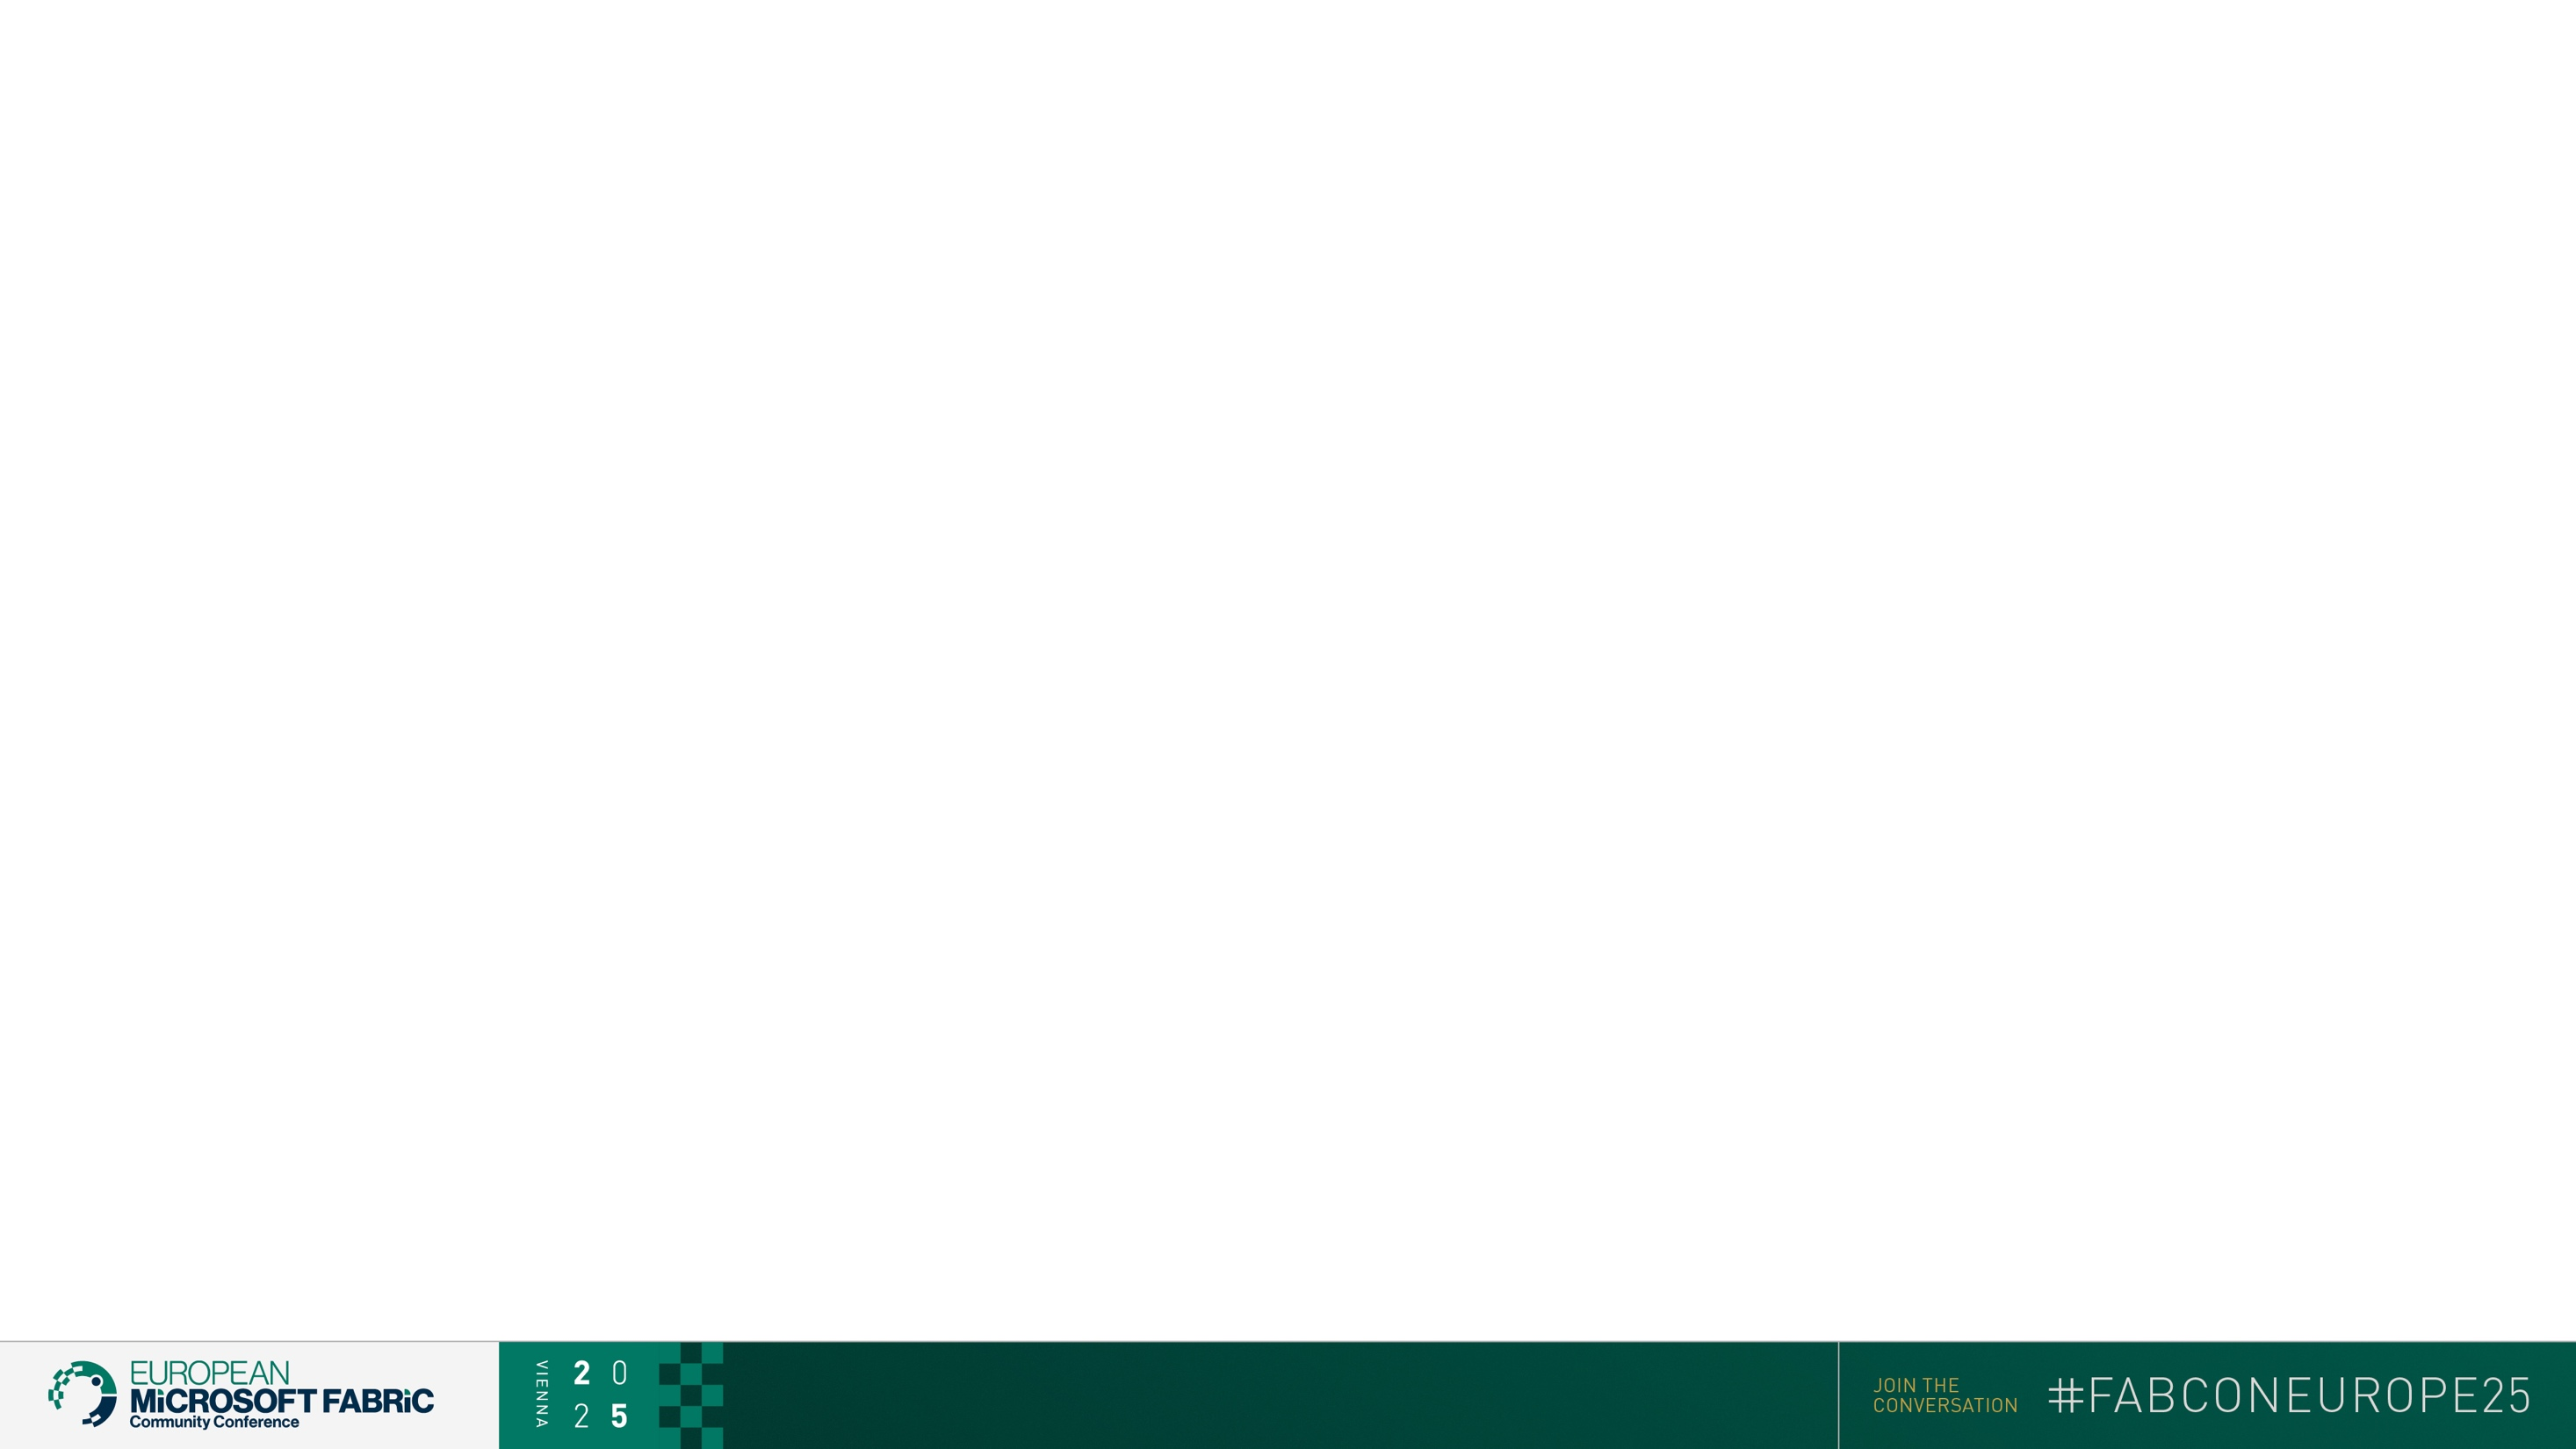 EUROPEAN
MiCROSOFT FABRiC
Community Conference
VIENNA
2 0
2 5
JOIN THE
CONVERSATION
#FABCONEUROPE25